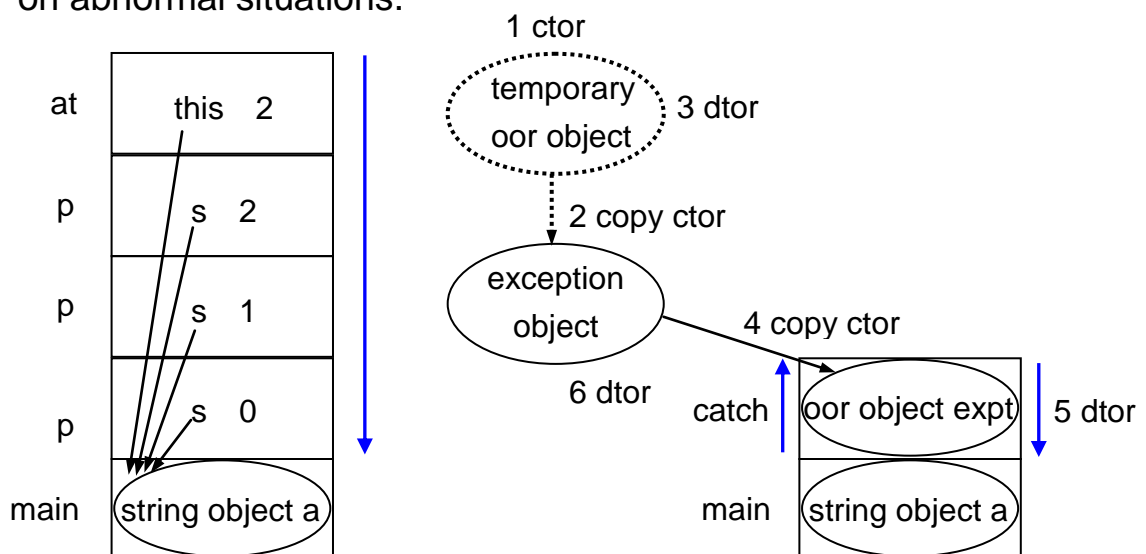 on abnormal situations.
1 ctor
at this 2
temporary
oor object
3 dtor
p s 2
2 copy ctor
p s 1
exception
object
4 copy ctor
6 dtor
p s 0
catch oor object expt 5 dtor
main string object a
main string object a